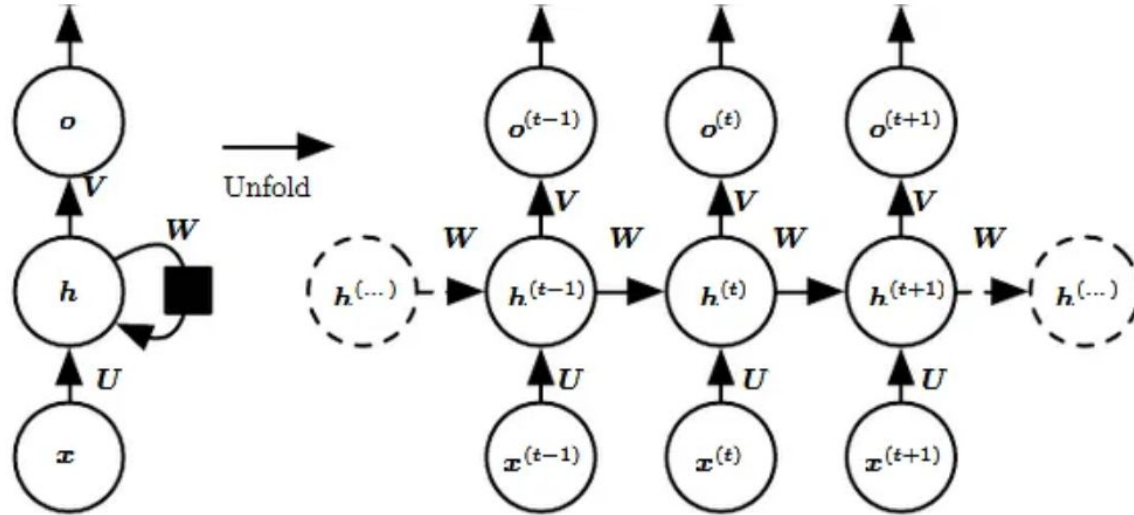 o o^(t−1) o^(t) o^(t+1)
Unfold
V V V V
W W W W W
h h^(...) h^(t−1) h^(t) h^(t+1) h^(...)
U U U U
x x^(t−1) x^(t) x^(t+1)